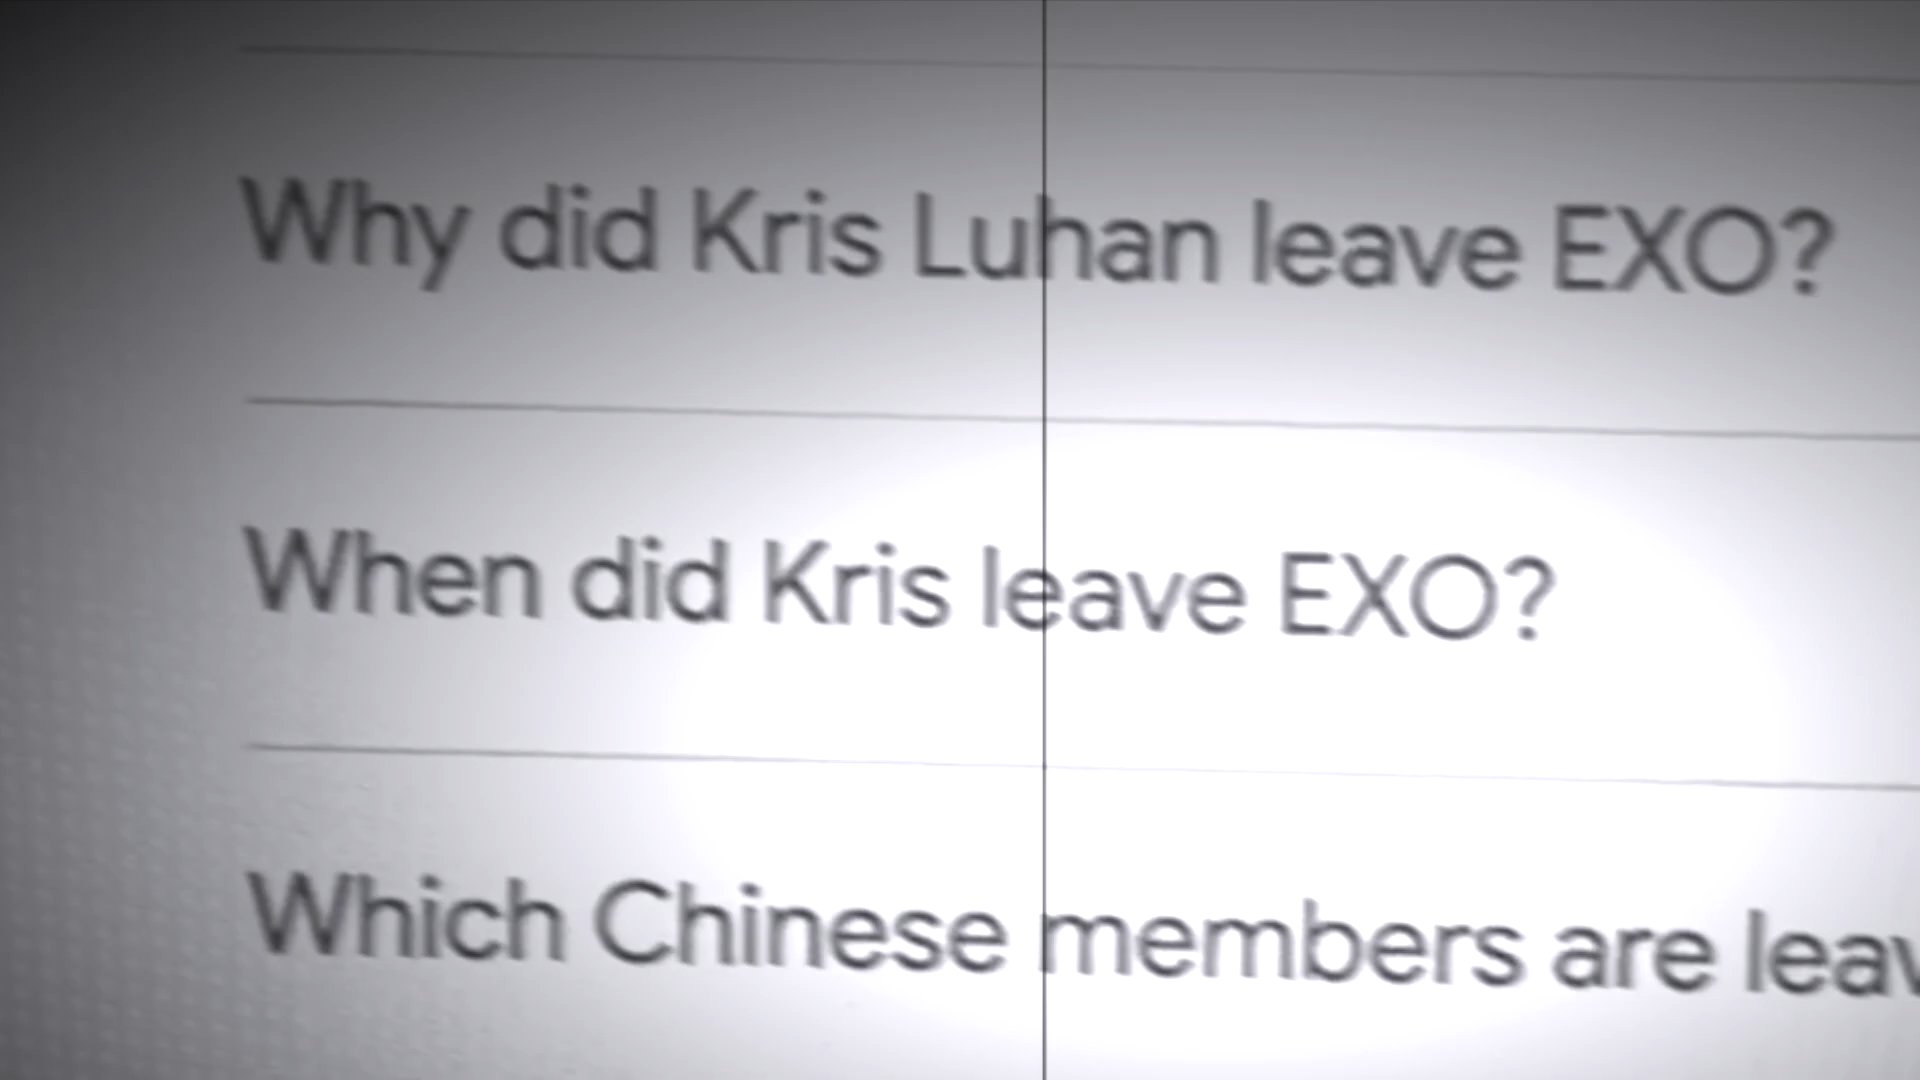 Why did Kris Luhan leave EXO?
When did Kris leave EXO?
Which Chinese members are